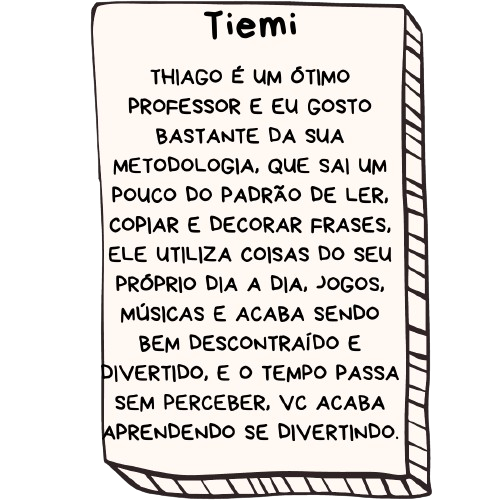 Tiemi
THIAGO É UM ÓTIMO
PROFESSOR E EU GOSTO
BASTANTE DA SUA
METODOLOGIA, QUE SAI UM
POUCO DO PADRÃO DE LER,
COPIAR E DECORAR FRASES,
ELE UTILIZA COISAS DO SEU
PRÓPRIO DIA A DIA, JOGOS,
MÚSICAS E ACABA SENDO
BEM DESCONTRAÍDO E
DIVERTIDO, E O TEMPO PASSA
SEM PERCEBER, VC ACABA
APRENDENDO SE DIVERTINDO.